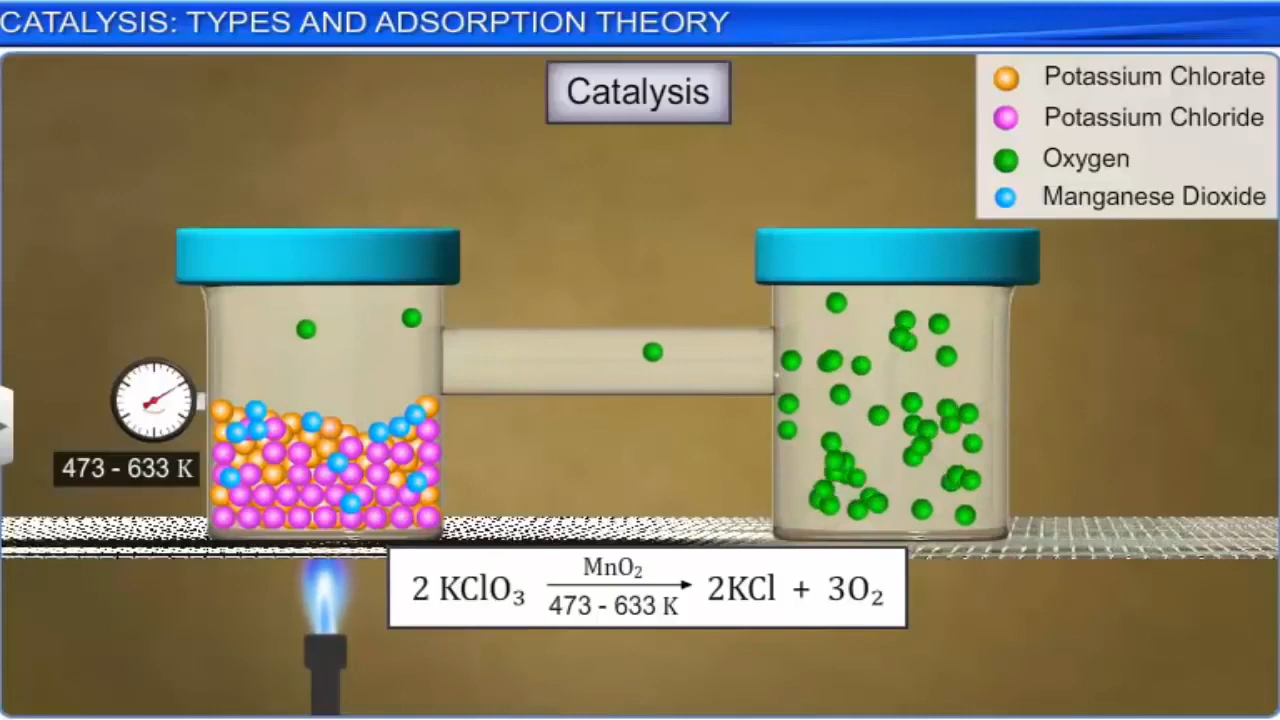 CATALYSIS: TYPES AND ADSORPTION THEORY
Catalysis
Potassium Chlorate
Potassium Chloride
Oxygen
Manganese Dioxide
473 - 633 K
2 KClO₃ MnO₂ 2KCl + 3O₂
473 - 633 K